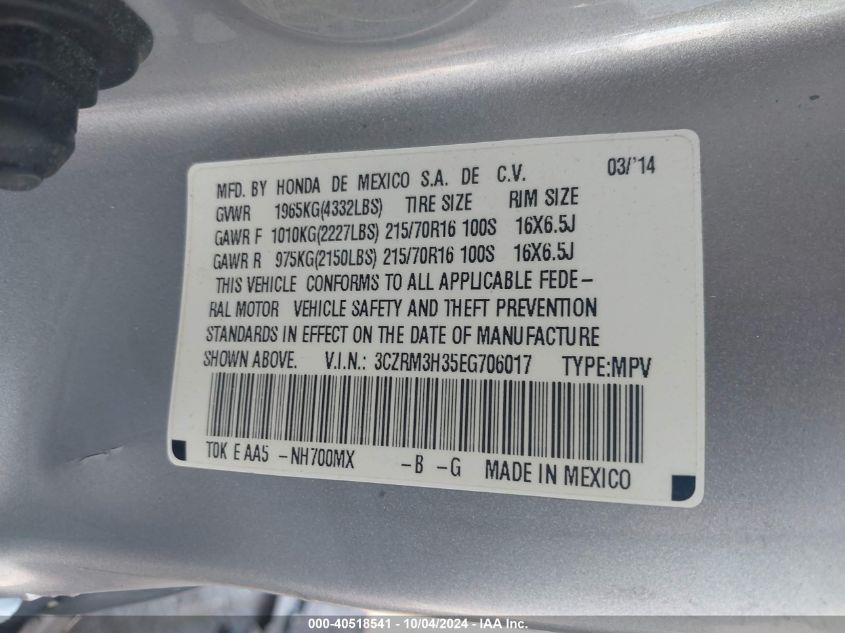 MFD. BY HONDA DE MEXICO S.A. DE C.V. 03/'14
GVWR 1965KG(4332LBS) TIRE SIZE RIM SIZE
GAWR F 1010KG(2227LBS) 215/70R16 100S 16X6.5J
GAWR R 975KG(2150LBS) 215/70R16 100S 16X6.5J
THIS VEHICLE CONFORMS TO ALL APPLICABLE FEDE-
RAL MOTOR VEHICLE SAFETY AND THEFT PREVENTION
STANDARDS IN EFFECT ON THE DATE OF MANUFACTURE
SHOWN ABOVE. V.I.N.: 3CZRM3H35EG706017 TYPE:MPV
T0K E AA5 -NH700MX -B -G MADE IN MEXICO
000-40518541 - 10/04/2024 - IAA Inc.